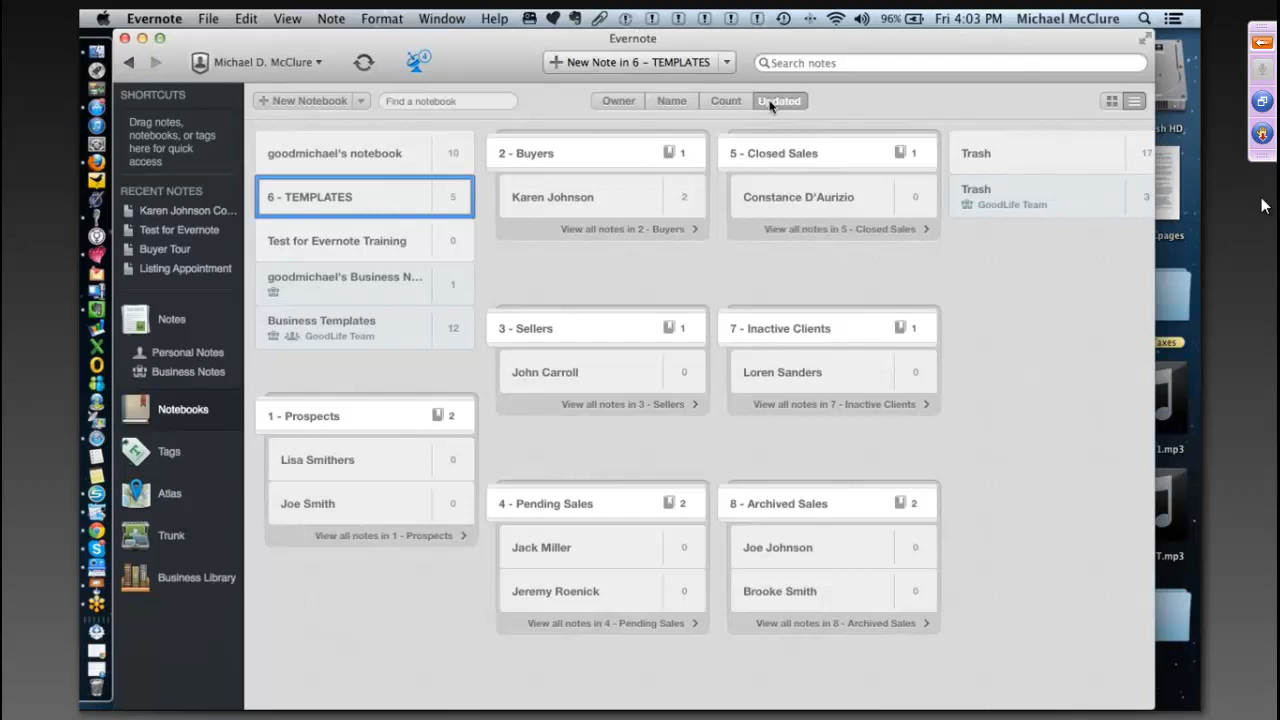 Evernote File Edit View Note Format Window Help
96%
Fri 4:03 PM Michael McClure
Evernote
Michael D. McClure
4
New Note in 6 – TEMPLATES
Search notes
SHORTCUTS
Drag notes,
notebooks, or tags
here for quick
access
RECENT NOTES
Karen Johnson Co...
Test for Evernote
Buyer Tour
Listing Appointment
Notes
Personal Notes
Business Notes
Notebooks
Tags
Atlas
Trunk
Business Library
New Notebook
Find a notebook
Owner
Name
Count
Updated
goodmichael's notebook 10
6 - TEMPLATES 5
Test for Evernote Training 0
goodmichael's Business N... 1
Business Templates 12
GoodLife Team
1 - Prospects 2
Lisa Smithers 0
Joe Smith 0
View all notes in 1 - Prospects
2 - Buyers 1
Karen Johnson 2
View all notes in 2 - Buyers
3 - Sellers 1
John Carroll 0
View all notes in 3 - Sellers
4 - Pending Sales 2
Jack Miller 0
Jeremy Roenick 0
View all notes in 4 - Pending Sales
5 - Closed Sales 1
Constance D'Aurizio 0
View all notes in 5 - Closed Sales
7 - Inactive Clients 1
Loren Sanders 0
View all notes in 7 - Inactive Clients
8 - Archived Sales 2
Joe Johnson 0
Brooke Smith 0
View all notes in 8 - Archived Sales
Trash 17
Trash 3
GoodLife Team
sh HD
.pages
axes
1.mp3
T.mp3